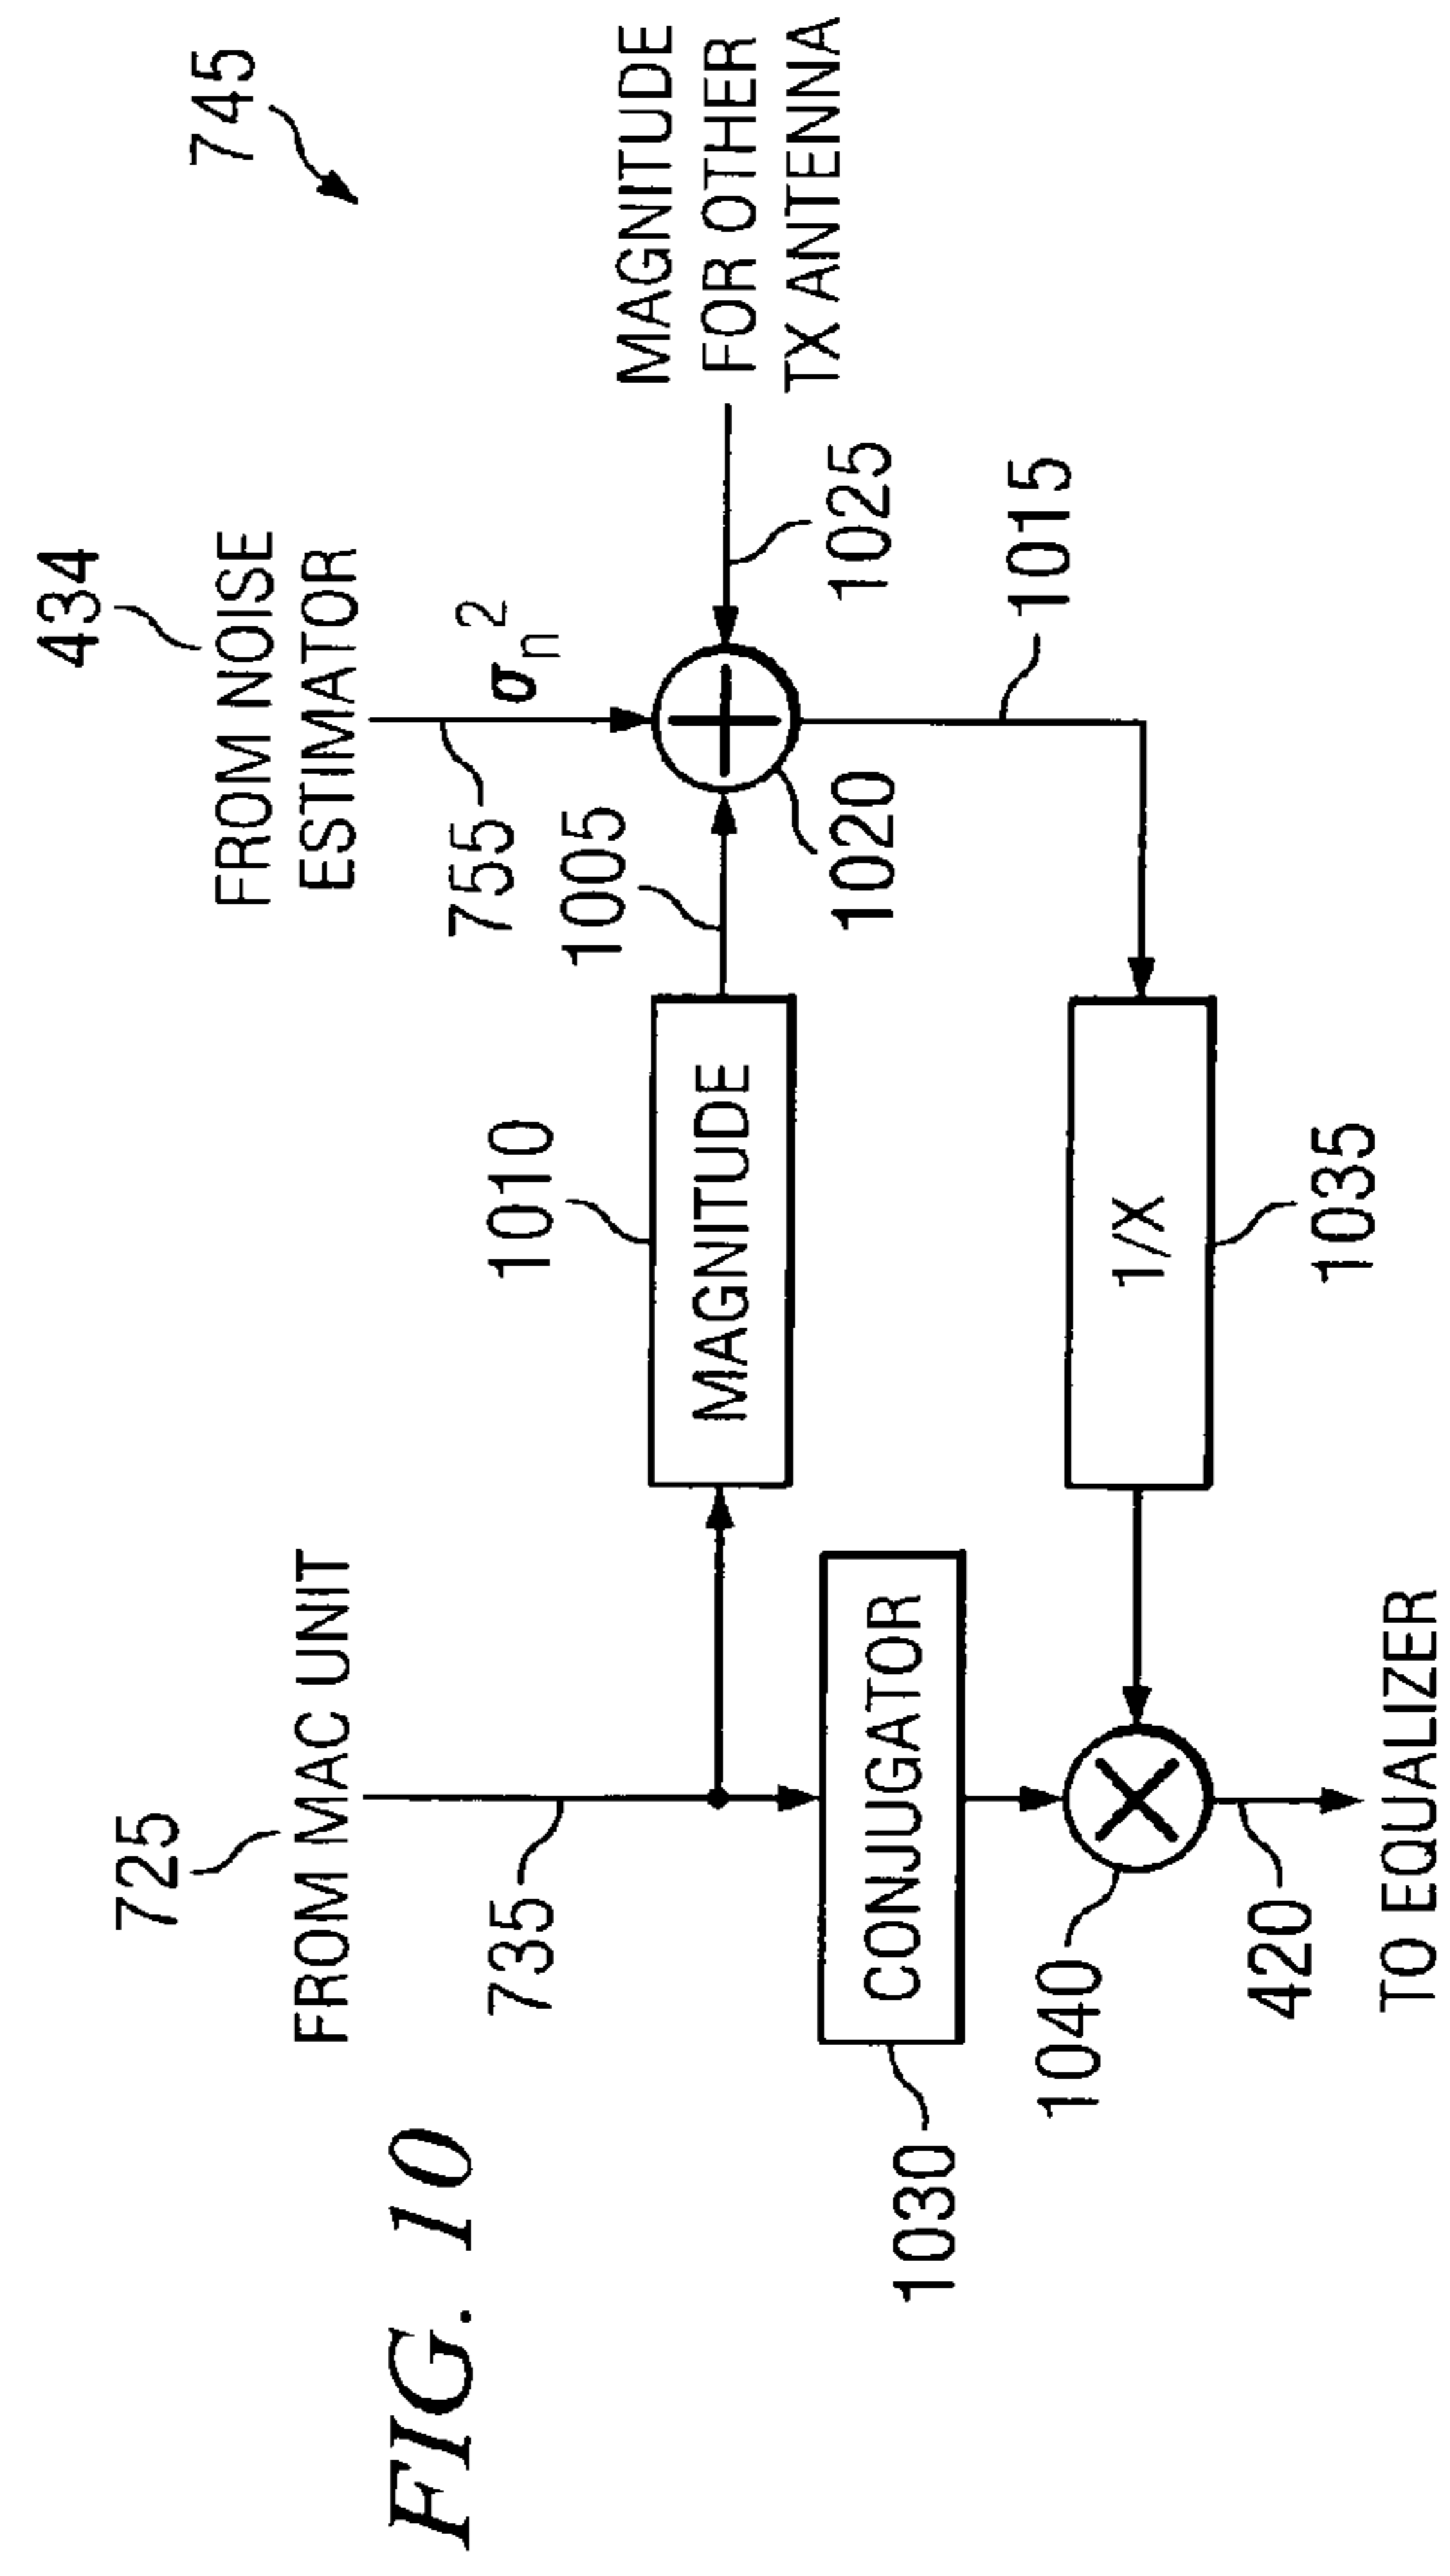 FIG. 10
725
FROM MAC UNIT
735
434
FROM NOISE
ESTIMATOR
745
755
σn²
1010
MAGNITUDE
1005
1020
1025
MAGNITUDE
FOR OTHER
TX ANTENNA
1030
CONJUGATOR
1015
1040
1/X
1035
420
TO EQUALIZER